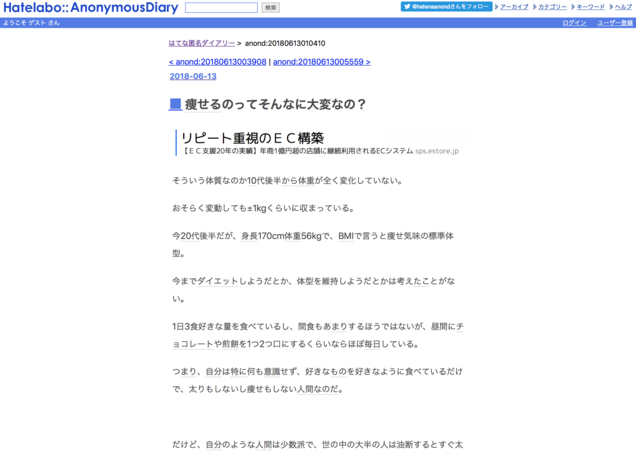 Hatelabo::AnonymousDiary
検索
@hatenaanondさんをフォロー
アーカイブ
カテゴリー
キーワード
ヘルプ
ようこそ ゲスト さん
ログイン
ユーザー登録
はてな匿名ダイアリー > anond:20180613010410
< anond:20180613003908 | anond:20180613005559 >
2018-06-13
■ 痩せるのってそんなに大変なの？
リピート重視のＥＣ構築
【ＥＣ支援20年の実績】年商1億円超の店舗に継続利用されるECシステム sps.estore.jp
そういう体質なのか10代後半から体重が全く変化していない。
おそらく変動しても±1kgくらいに収まっている。
今20代後半だが、身長170cm体重56kgで、BMIで言うと痩せ気味の標準体
型。
今までダイエットしようだとか、体型を維持しようだとかは考えたことがな
い。
1日3食好きな量を食べているし、間食もあまりするほうではないが、昼間にチ
ョコレートや煎餅を1つ2つ口にするくらいならほぼ毎日している。
つまり、自分は特に何も意識せず、好きなものを好きなように食べているだけ
で、太りもしないし痩せもしない人間なのだ。
だけど、自分のような人間は少数派で、世の中の大半の人は油断するとすぐ太